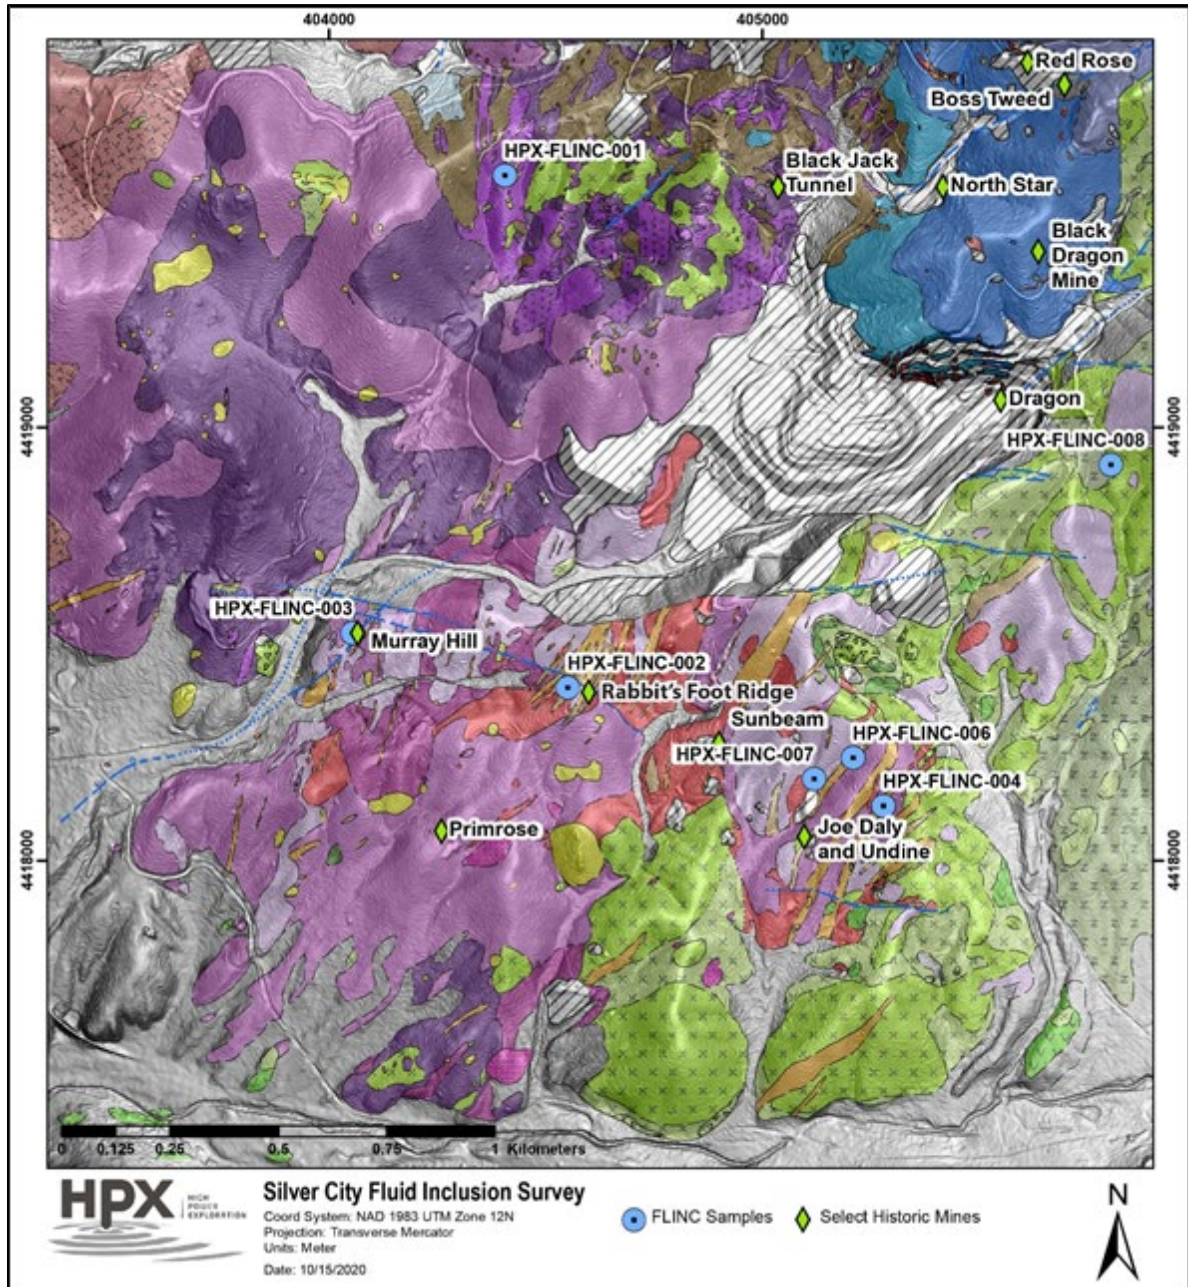 404000
405000
Red Rose
Boss Tweed
HPX-FLINC-001
Black Jack
Tunnel
North Star
Black
Dragon
Mine
4419000
Dragon
4419000
HPX-FLINC-008
HPX-FLINC-003
Murray Hill
HPX-FLINC-002
Rabbit's Foot Ridge
Sunbeam
HPX-FLINC-007
HPX-FLINC-006
HPX-FLINC-004
Primrose
Joe Daly
and Undine
4418000
4418000
0 0.125 0.25 0.5 0.75 1 Kilometers
HPX
HIGH
POWER
EXPLORATION
Silver City Fluid Inclusion Survey
Coord System: NAD 1983 UTM Zone 12N
Projection: Transverse Mercator
Units: Meter
Date: 10/15/2020
FLINC Samples
Select Historic Mines
N